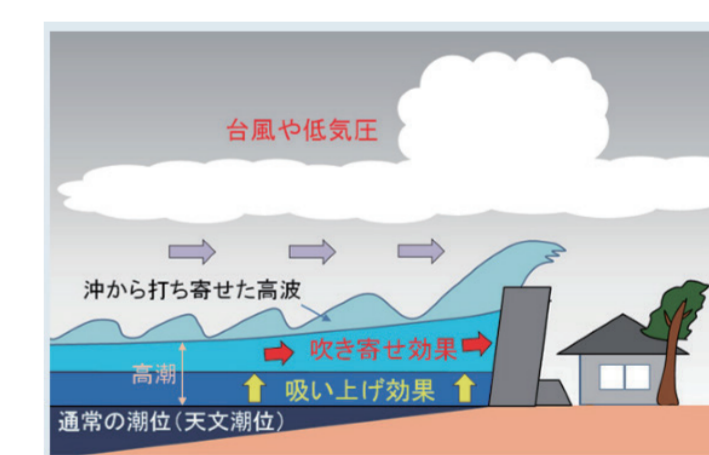 台風や低気圧
沖から打ち寄せた高波
吹き寄せ効果
高潮
吸い上げ効果
通常の潮位(天文潮位)